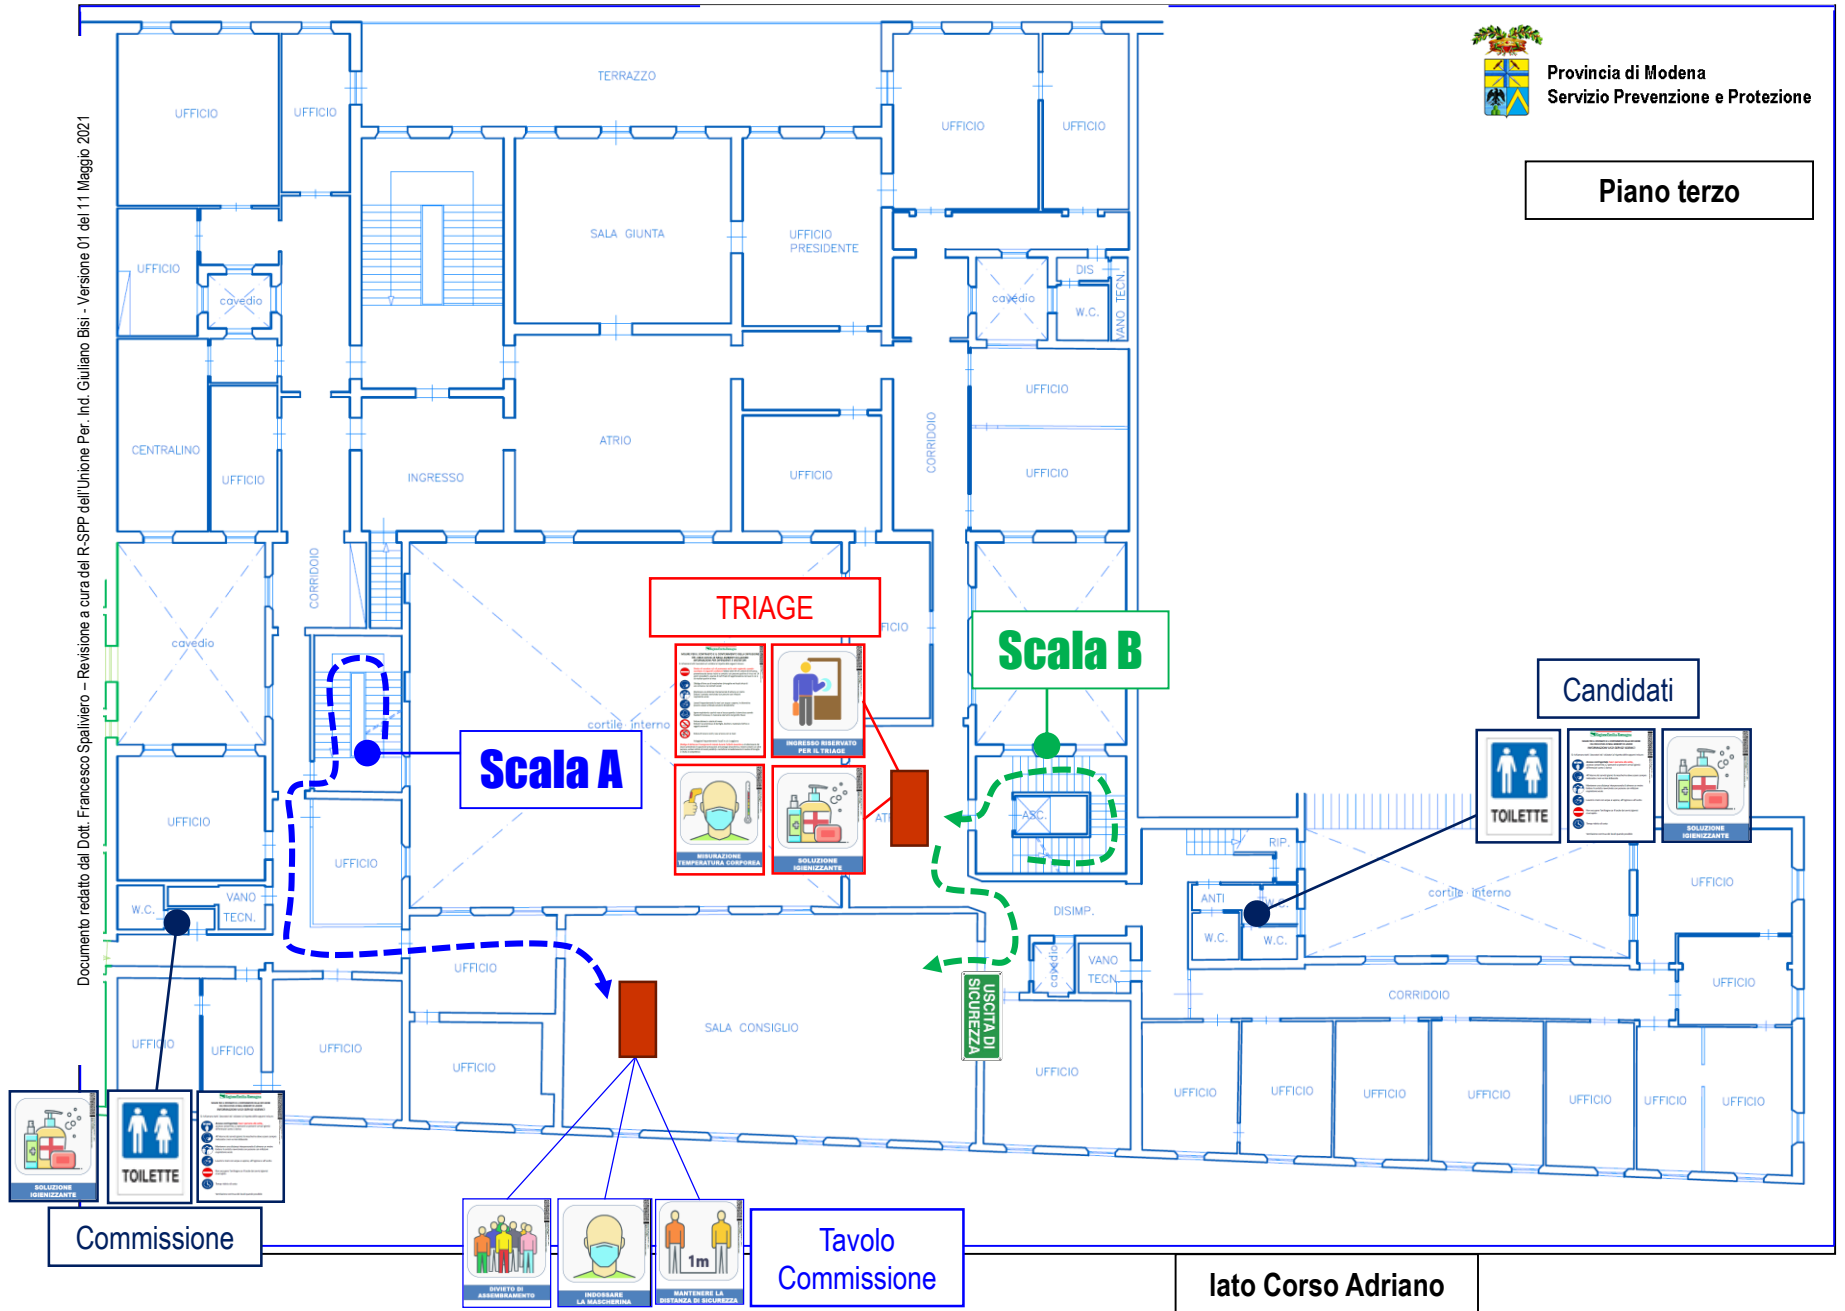 Provincia di Modena
Servizio Prevenzione e Protezione
Piano terzo
Documento redatto dal Dott. Francesco Spaliviero – Revisione a cura del R-SPP dell'Unione Per. Ind. Giuliano Bisi - Versione 01 del 11 Maggio 2021
TERRAZZO
UFFICIO
UFFICIO
UFFICIO
UFFICIO
SALA GIUNTA
UFFICIO
PRESIDENTE
UFFICIO
cavedio
cavedio
DIS
W.C.
VANO TECN.
UFFICIO
CENTRALINO
UFFICIO
INGRESSO
ATRIO
UFFICIO
CORRIDOIO
UFFICIO
CORRIDOIO
cavedio
TRIAGE
FICIO
Scala B
INGRESSO RISERVATO
PER IL TRIAGE
cortile interno
Scala A
Candidati
TOILETTE
SOLUZIONE
IGIENIZZANTE
MISURAZIONE
TEMPERATURA CORPOREA
SOLUZIONE
IGIENIZZANTE
AT
ASC.
UFFICIO
UFFICIO
RIP.
cortile interno
UFFICIO
W.C.
VANO
TECN.
ANTI
W.C.
W.C.
W.C.
DISIMP.
UFFICIO
cavedio
VANO
TECN.
USCITA DI
SICUREZZA
CORRIDOIO
UFFICIO
SALA CONSIGLIO
UFFICIO
UFFICIO
UFFICIO
UFFICIO
UFFICIO
UFFICIO
UFFICIO
UFFICIO
UFFICIO
UFFICIO
UFFICIO
UFFICIO
SOLUZIONE
IGIENIZZANTE
TOILETTE
Commissione
1m
DIVIETO DI
ASSEMBRAMENTO
INDOSSARE
LA MASCHERINA
MANTENERE LA
DISTANZA DI SICUREZZA
Tavolo
Commissione
lato Corso Adriano